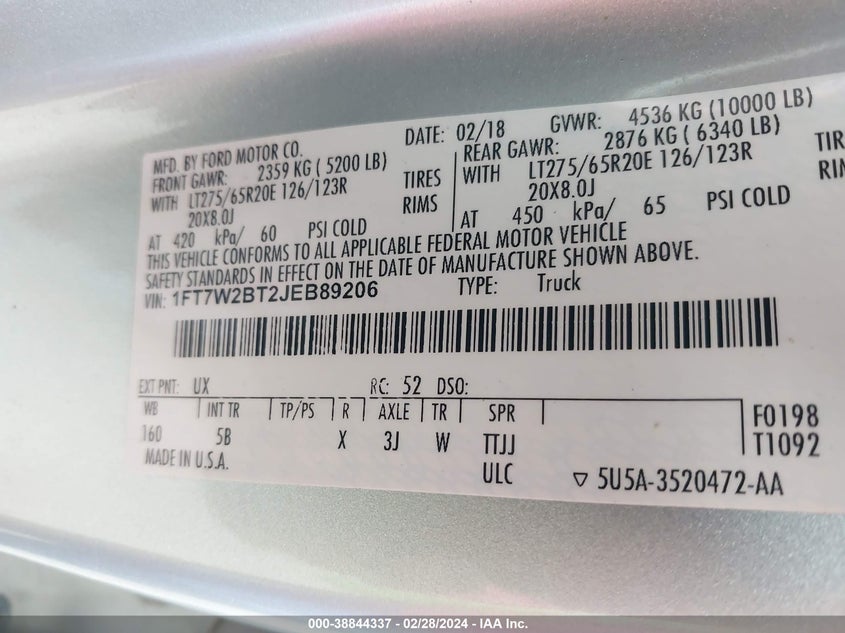 MFD. BY FORD MOTOR CO.
DATE: 02/18 GVWR: 4536 KG (10000 LB)
FRONT GAWR: 2359 KG ( 5200 LB) REAR GAWR: 2876 KG ( 6340 LB)
WITH LT275/65R20E 126/123R TIRES WITH LT275/65R20E 126/123R TIRE
20X8.0J RIMS 20X8.0J RIM
AT 420 kPa/ 60 PSI COLD AT 450 kPa/ 65 PSI COLD
THIS VEHICLE CONFORMS TO ALL APPLICABLE FEDERAL MOTOR VEHICLE
SAFETY STANDARDS IN EFFECT ON THE DATE OF MANUFACTURE SHOWN ABOVE.
VIN: 1FT7W2BT2JEB89206 TYPE: Truck
EXT PNT: UX RC: 52 DSO:
WB INT TR TP/PS R AXLE TR SPR F0198
160 5B X 3J W TTJJ T1092
MADE IN U.S.A. ULC 5U5A-3520472-AA
000-38844337 - 02/28/2024 - IAA Inc.